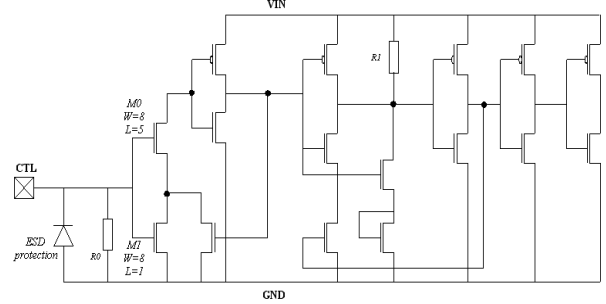 VIN
R1
M0
W=8
L=5
CTL
ESD
protection
R0
M1
W=8
L=1
GND